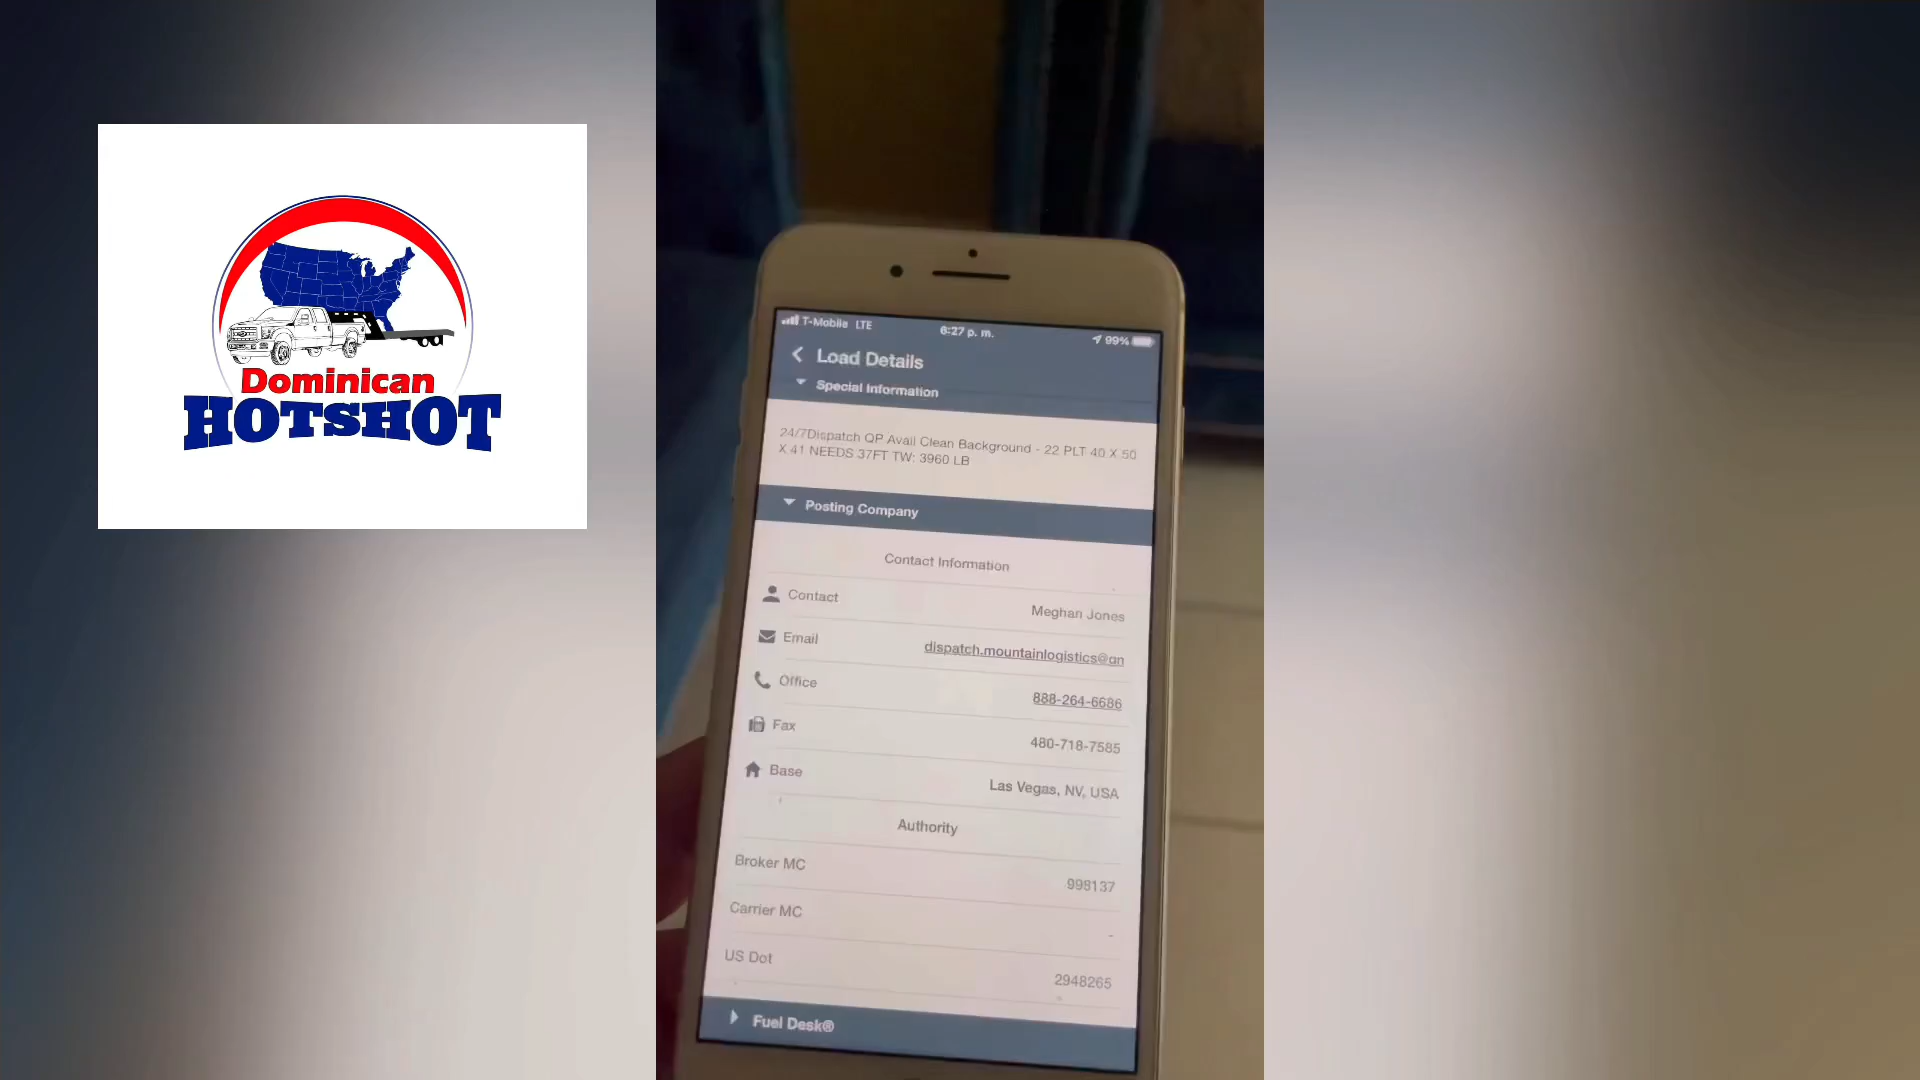 Dominican
HOTSHOT
T-Mobile LTE
6:27 p. m.
99%
Load Details
Special Information
24/7Dispatch QP Avail Clean Background - 22 PLT 40 X 50
X 41 NEEDS 37FT TW: 3960 LB
Posting Company
Contact Information
Contact
Meghan Jones
Email
dispatch.mountainlogistics@gn
Office
888-264-6686
Fax
480-718-7585
Base
Las Vegas, NV, USA
Authority
Broker MC
998137
Carrier MC
-
US Dot
2948265
Fuel Desk®